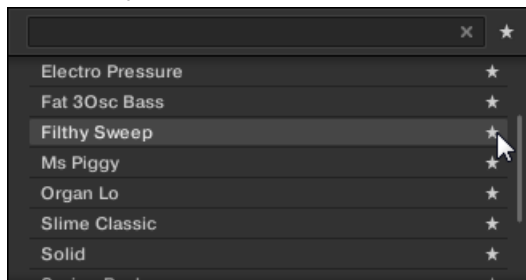 Electro Pressure
Fat 3Osc Bass
Filthy Sweep
Ms Piggy
Organ Lo
Slime Classic
Solid